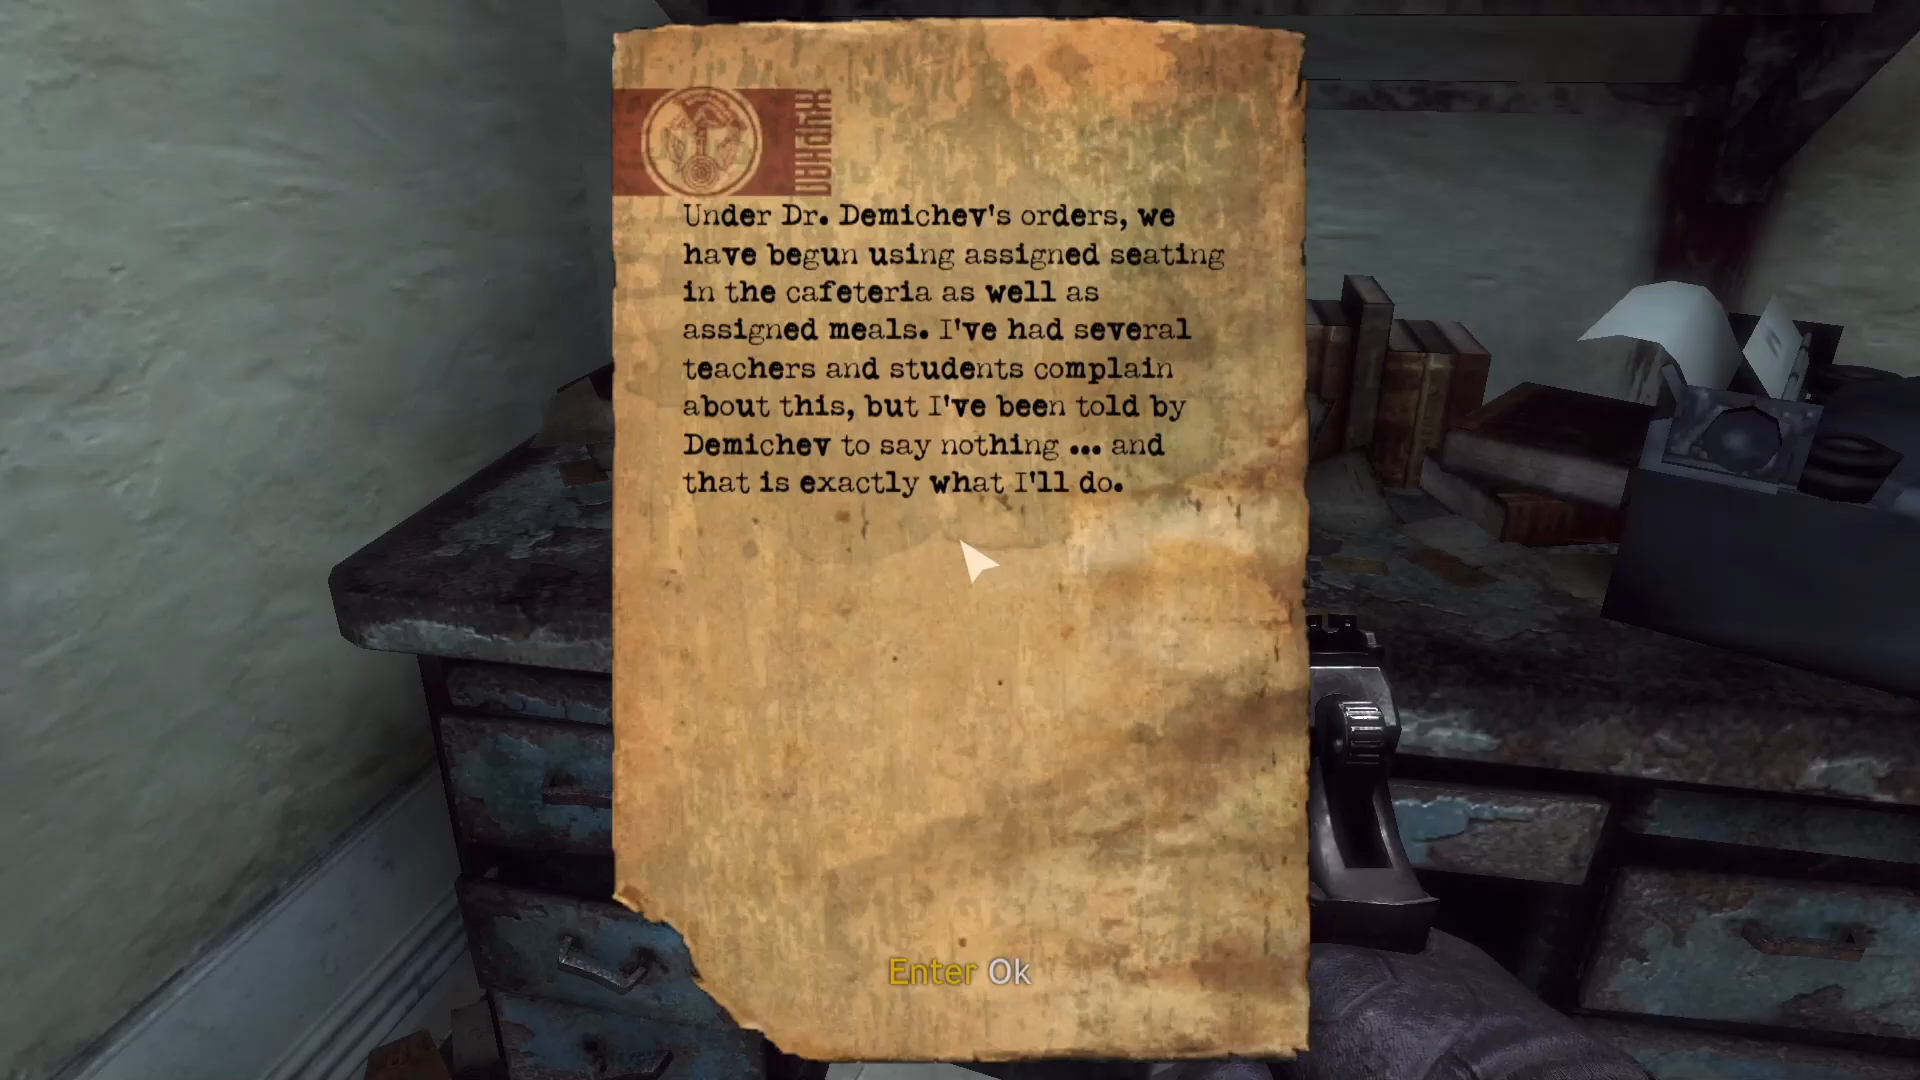 Under Dr. Demichev's orders, we
have begun using assigned seating
in the cafeteria as well as
assigned meals. I've had several
teachers and students complain
about this, but I've been told by
Demichev to say nothing ... and
that is exactly what I'll do.
Enter Ok